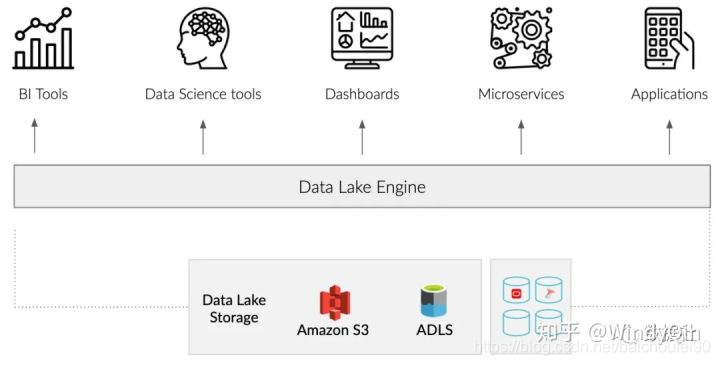 BI Tools
Data Science tools
Dashboards
Microservices
Applications
Data Lake Engine
Data Lake
Storage
Amazon S3
ADLS
知乎
https://blog.csdn.net/baichoufei90